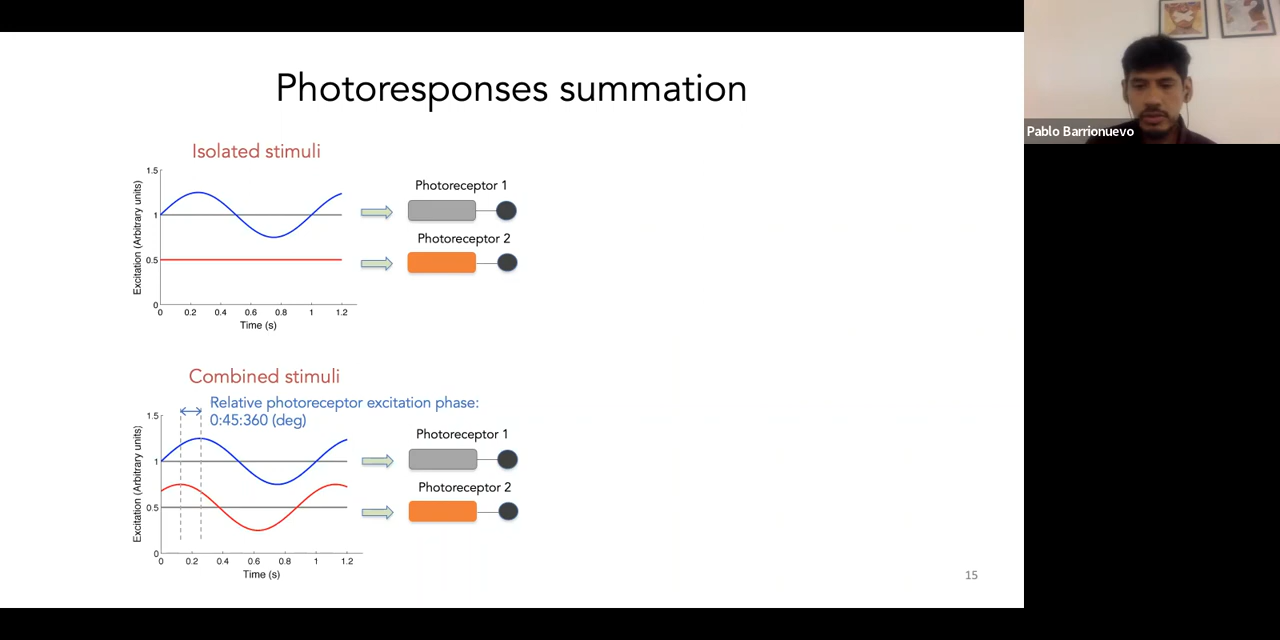 Photoresponses summation
Pablo Barrionuevo
Isolated stimuli
Excitation (Arbitrary units)
1.5
1
0.5
0
0 0.2 0.4 0.6 0.8 1 1.2
Time (s)
Photoreceptor 1
Photoreceptor 2
Combined stimuli
Relative photoreceptor excitation phase:
0:45:360 (deg)
Excitation (Arbitrary units)
1.5
1
0.5
0
0 0.2 0.4 0.6 0.8 1 1.2
Time (s)
Photoreceptor 1
Photoreceptor 2
15